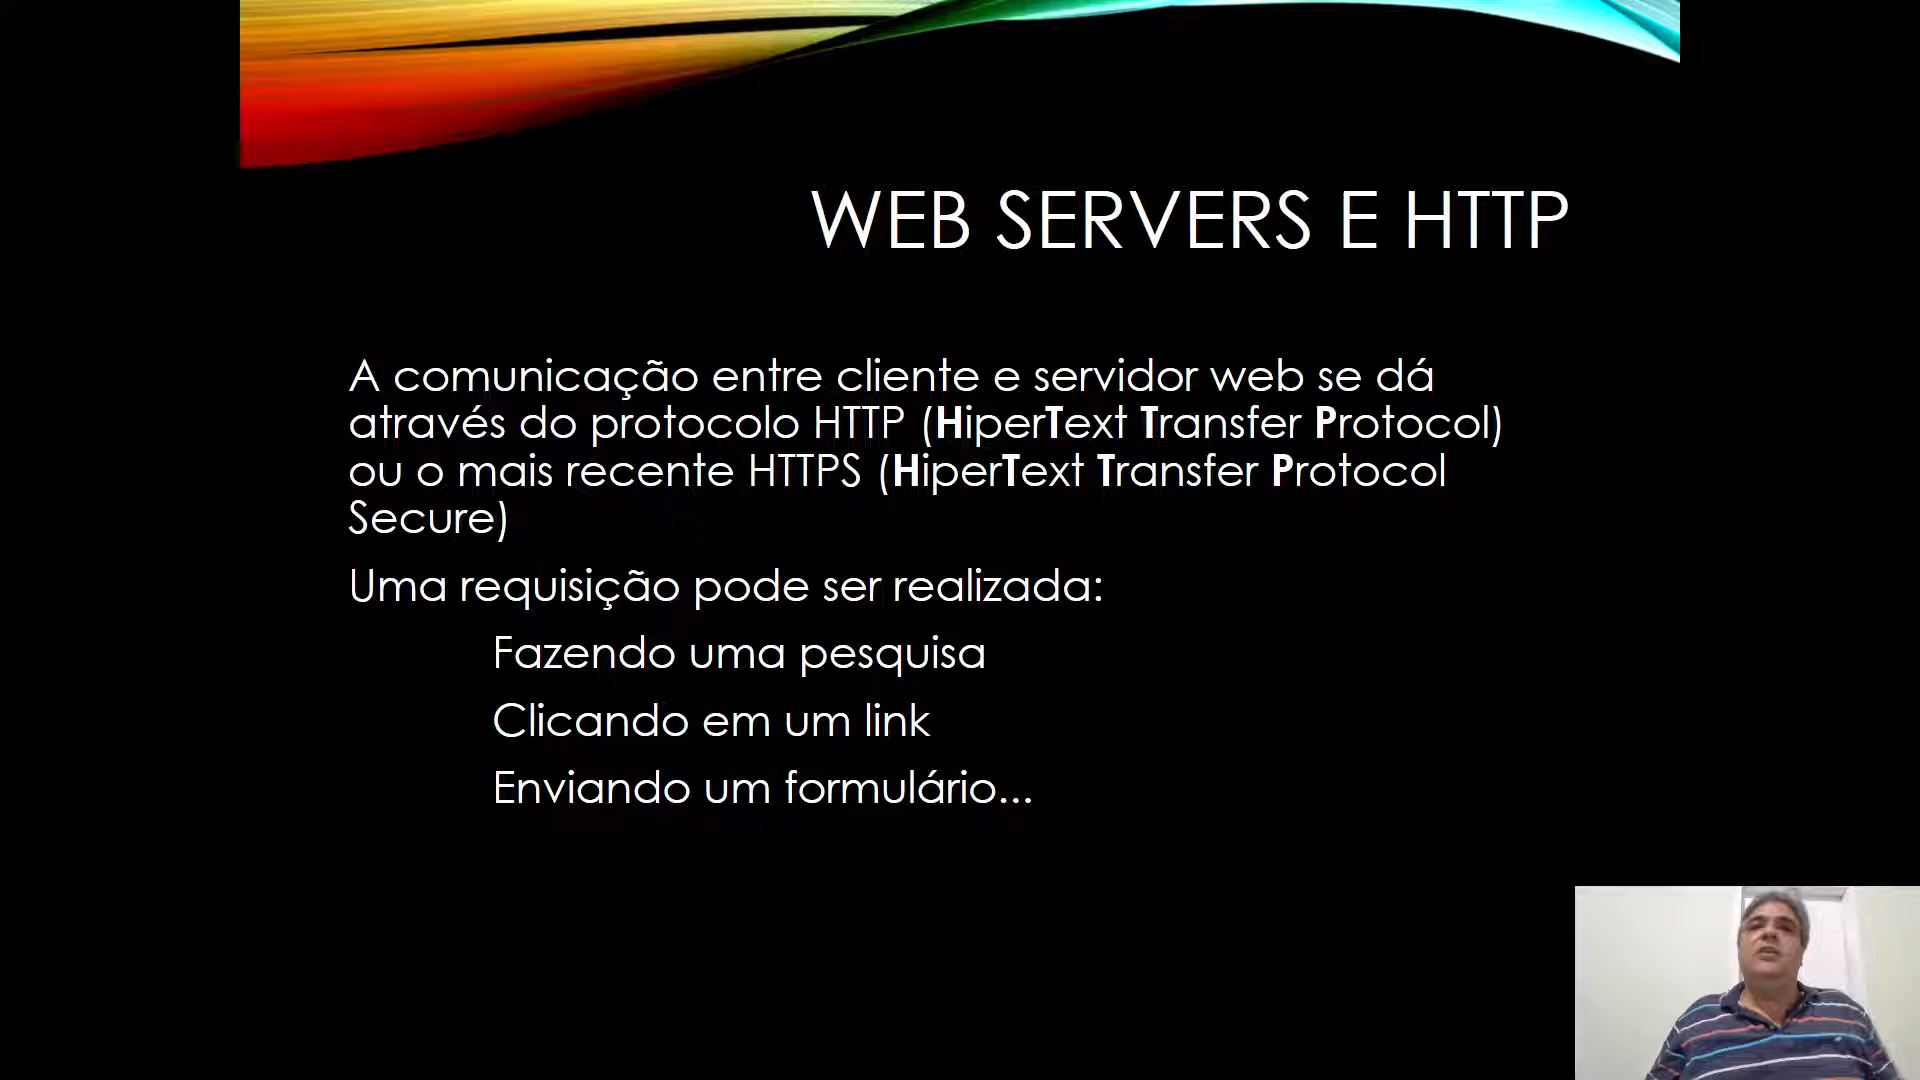 WEB SERVERS E HTTP
A comunicação entre cliente e servidor web se dá
através do protocolo HTTP (HiperText Transfer Protocol)
ou o mais recente HTTPS (HiperText Transfer Protocol
Secure)
Uma requisição pode ser realizada:
Fazendo uma pesquisa
Clicando em um link
Enviando um formulário...